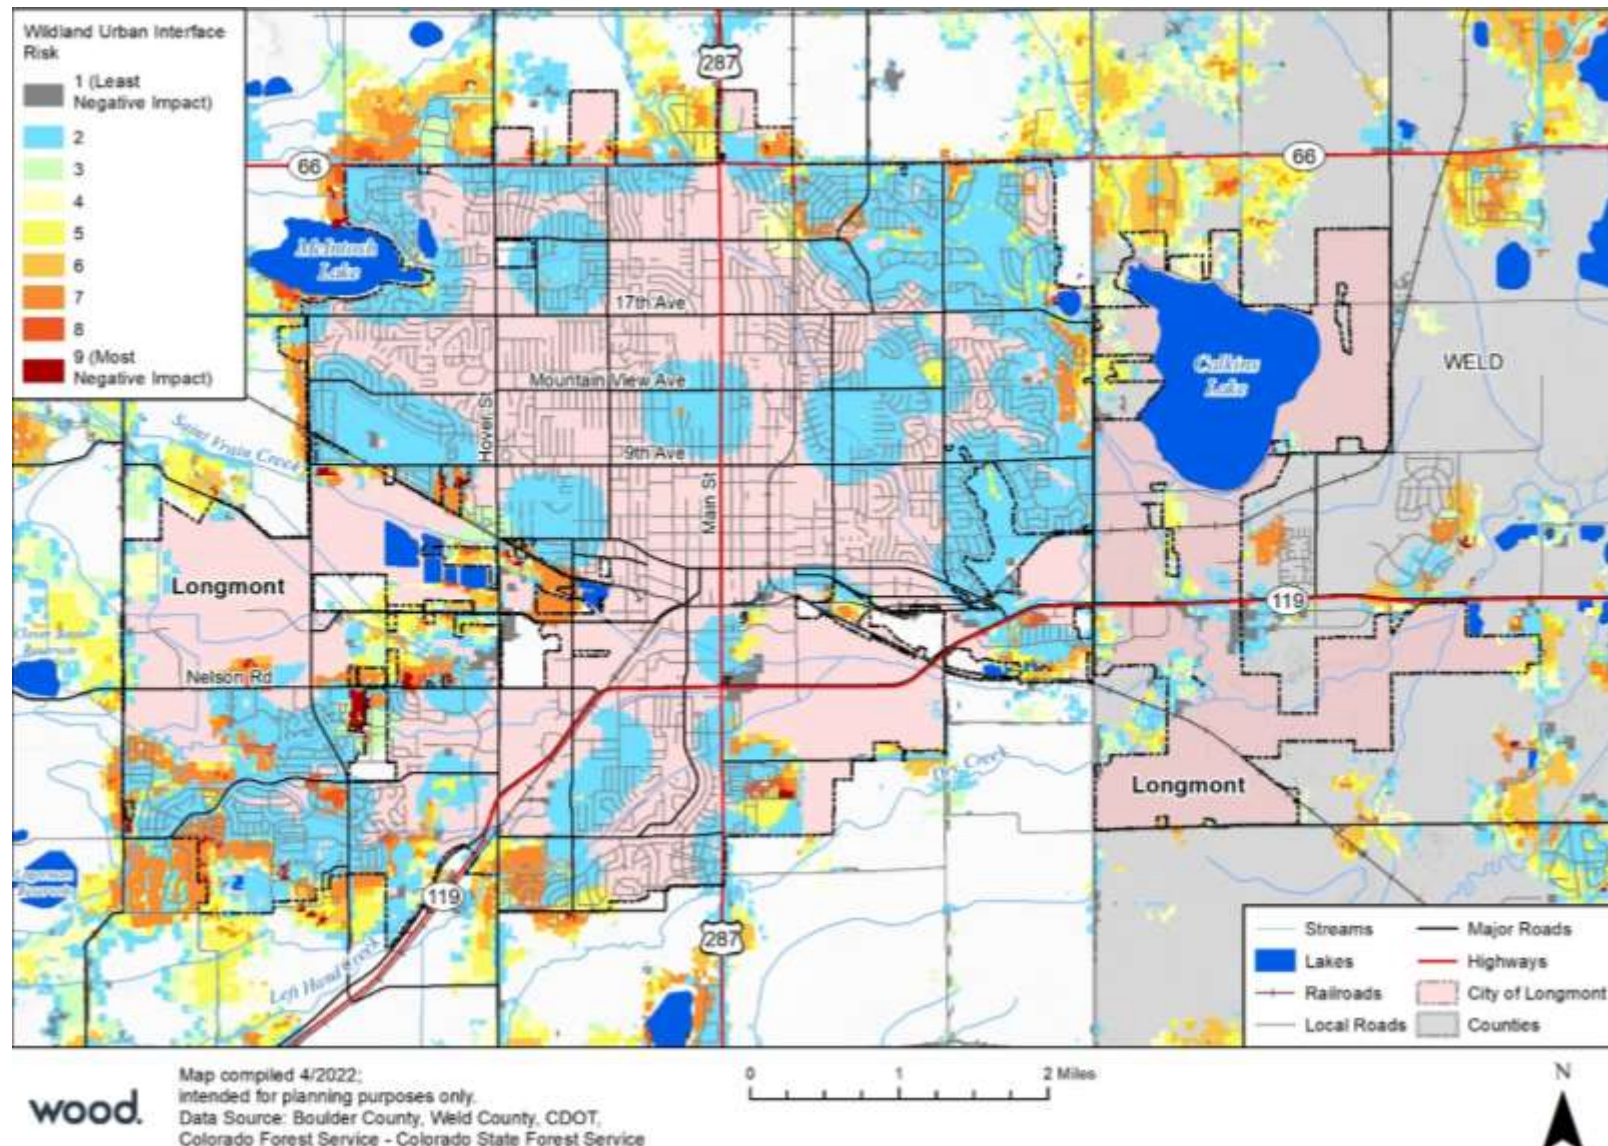 Wildland Urban Interface
Risk
1 (Least
Negative Impact)
2
3
4
5
6
7
8
9 (Most
Negative Impact)
287
66
66
McIntosh
Lake
17th Ave
Calkins
Lake
WELD
Mountain View Ave
Hover St
Saint Vrain Creek
9th Ave
Main St
Longmont
119
Nelson Rd
Dry Creek
Longmont
119
287
Left Hand Creek
Streams
Lakes
Railroads
Local Roads
Major Roads
Highways
City of Longmont
Counties
wood.
Map compiled 4/2022;
intended for planning purposes only.
Data Source: Boulder County, Weld County, CDOT,
Colorado Forest Service - Colorado State Forest Service
0 1 2 Miles
N